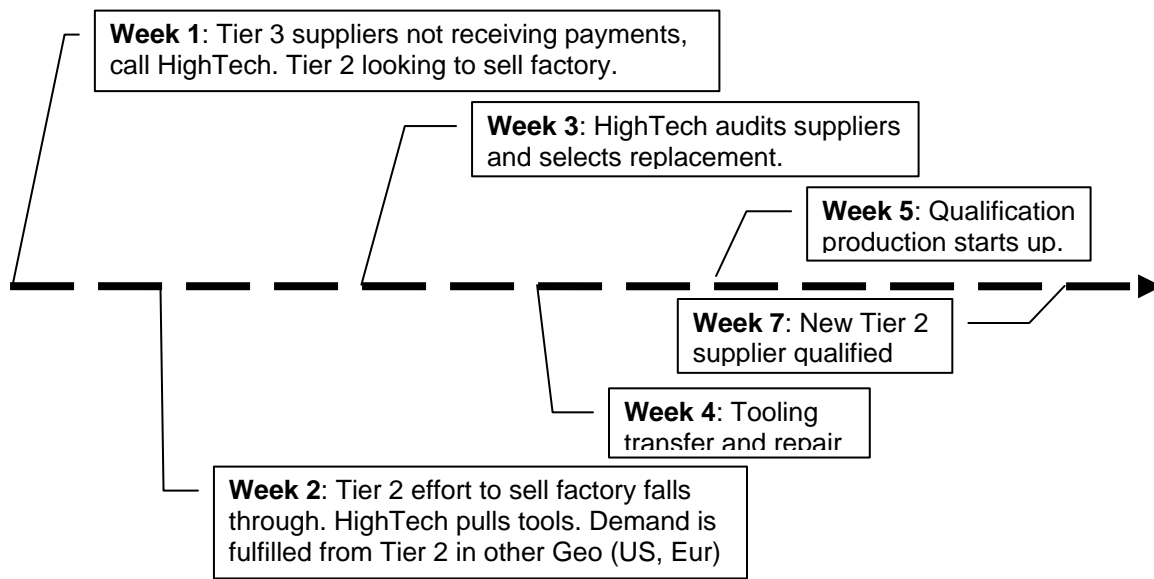 Week 1: Tier 3 suppliers not receiving payments,
call HighTech. Tier 2 looking to sell factory.
Week 3: HighTech audits suppliers
and selects replacement.
Week 5: Qualification
production starts up.
Week 7: New Tier 2
supplier qualified
Week 4: Tooling
transfer and repair
Week 2: Tier 2 effort to sell factory falls
through. HighTech pulls tools. Demand is
fulfilled from Tier 2 in other Geo (US, Eur)